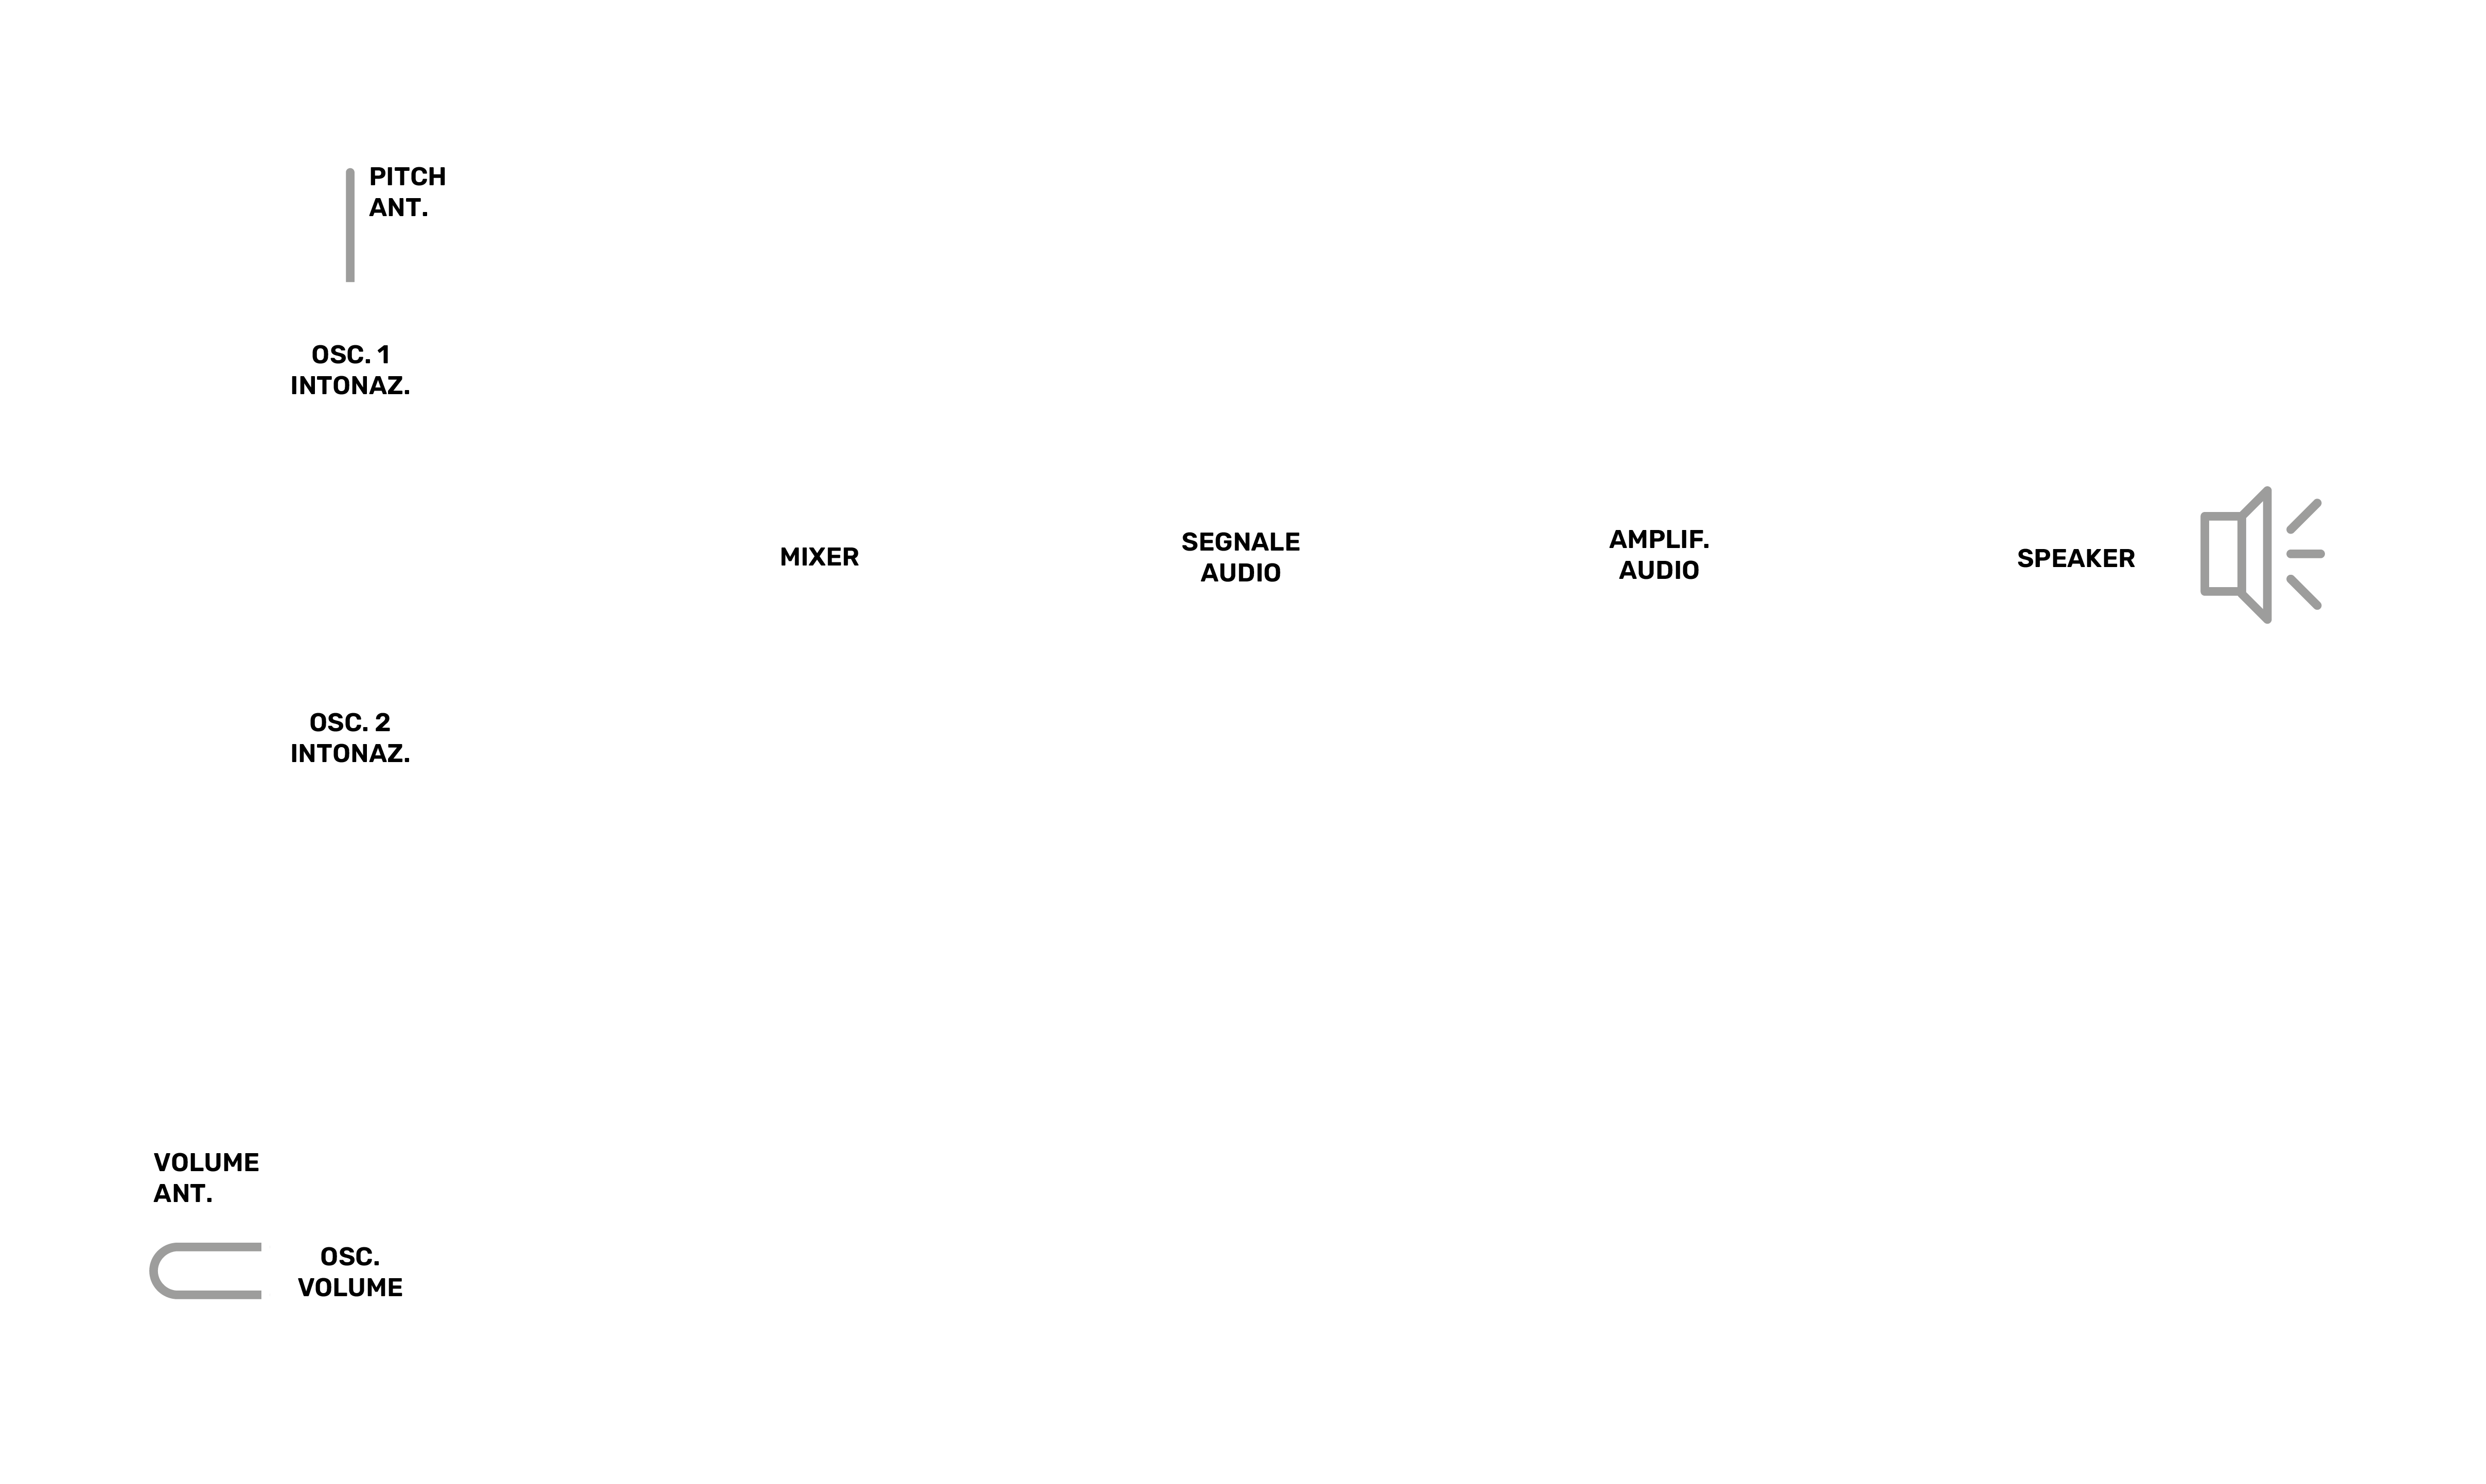 PITCH
ANT.
OSC. 1
INTONAZ.
MIXER
SEGNALE
AUDIO
AMPLIF.
AUDIO
SPEAKER
OSC. 2
INTONAZ.
VOLUME
ANT.
OSC.
VOLUME